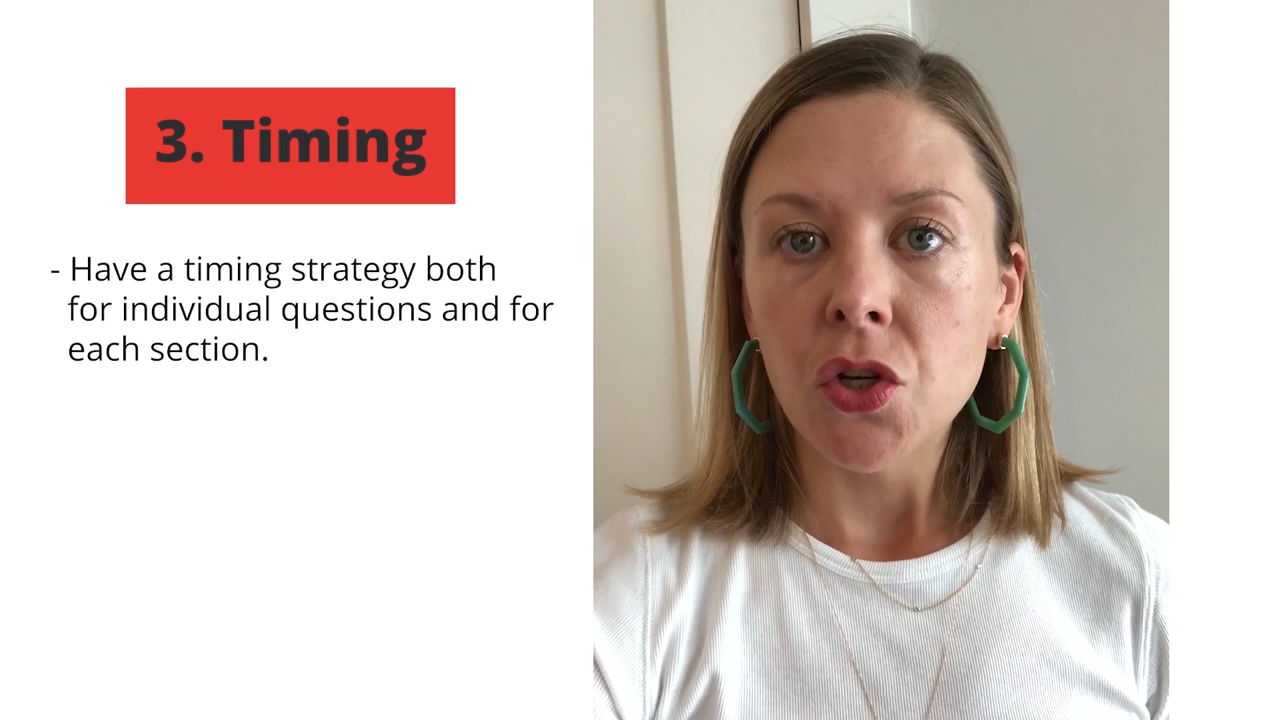 3. Timing
- Have a timing strategy both
for individual questions and for
each section.